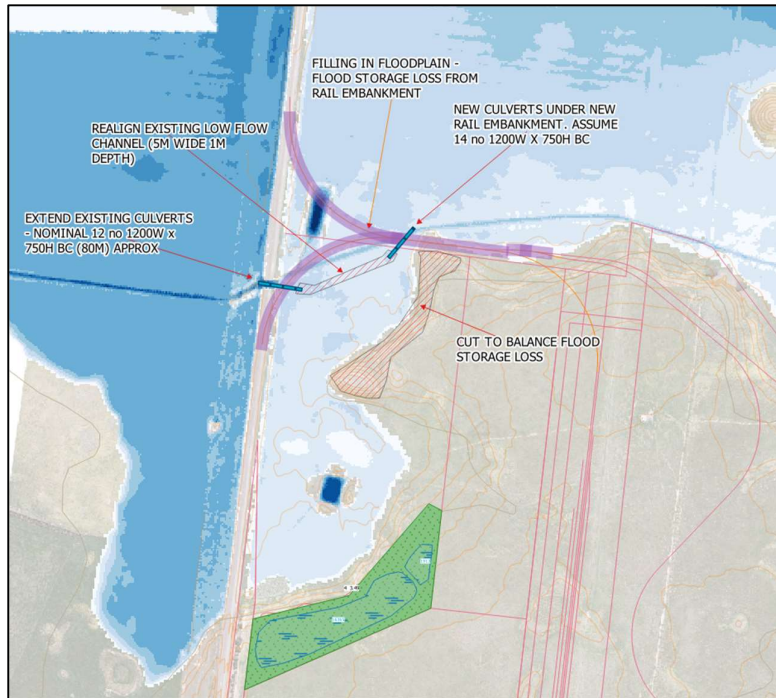 FILLING IN FLOODPLAIN -
FLOOD STORAGE LOSS FROM
RAIL EMBANKMENT
NEW CULVERTS UNDER NEW
RAIL EMBANKMENT. ASSUME
14 no 1200W X 750H BC
REALIGN EXISTING LOW FLOW
CHANNEL (5M WIDE 1M
DEPTH)
EXTEND EXISTING CULVERTS
- NOMINAL 12 no 1200W x
750H BC (80M) APPROX
CUT TO BALANCE FLOOD
STORAGE LOSS